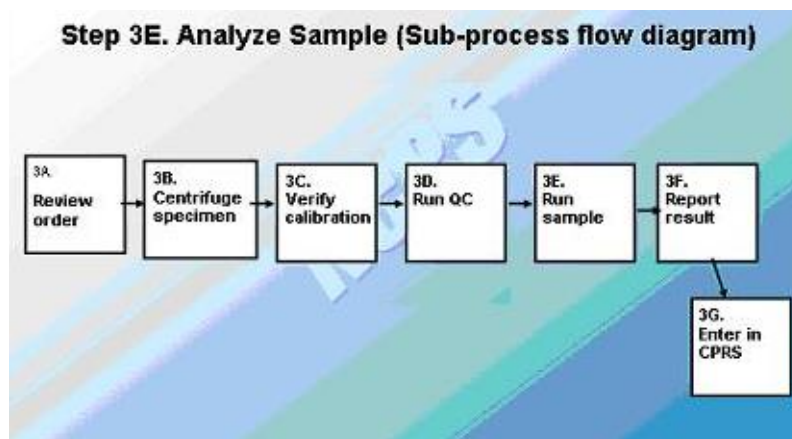 Step 3E. Analyze Sample (Sub-process flow diagram)
NCPS
3A.
Review
order
3B.
Centrifuge
specimen
3C.
Verify
calibration
3D.
Run QC
3E.
Run
sample
3F.
Report
result
3G.
Enter in
CPRS